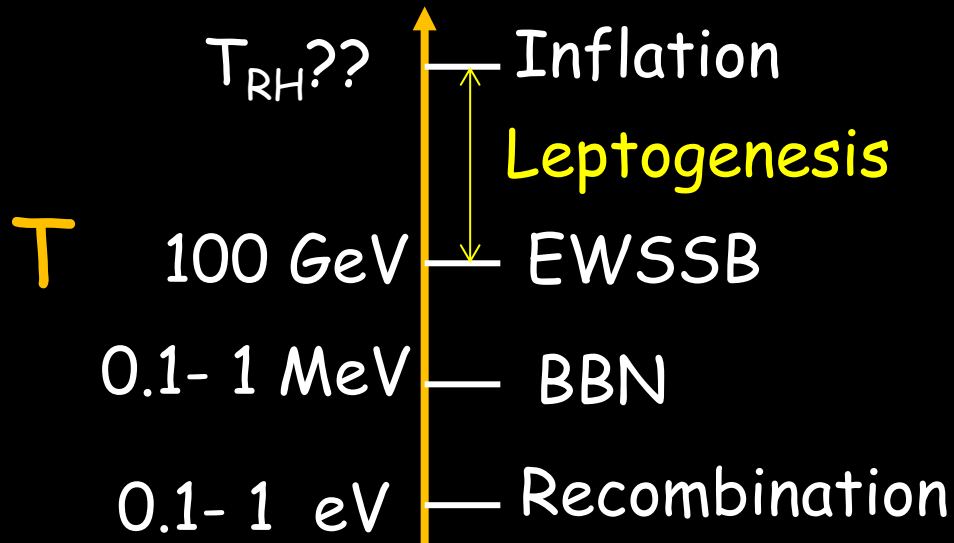 T_RH?? Inflation
Leptogenesis
T
100 GeV EWSSB
0.1- 1 MeV BBN
0.1- 1 eV Recombination